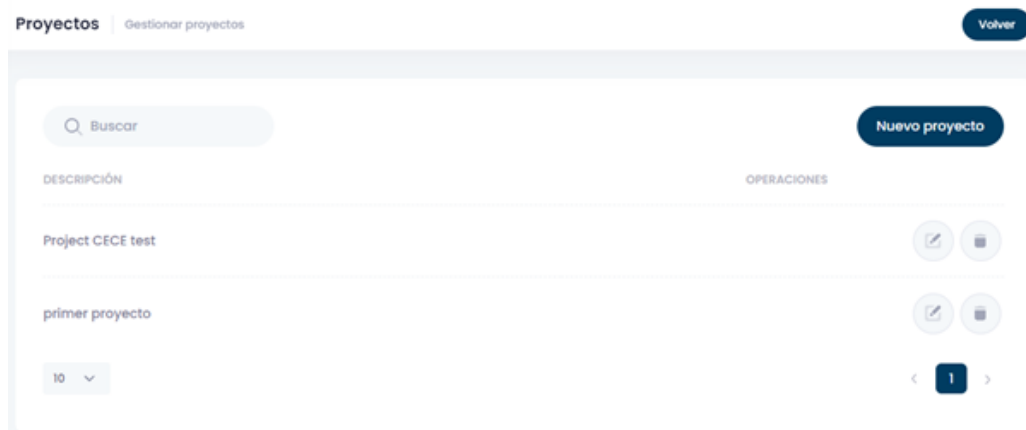 Proyectos Gestionar proyectos Volver
Buscar Nuevo proyecto
DESCRIPCIÓN OPERACIONES
Project CECE test
primer proyecto
10 1